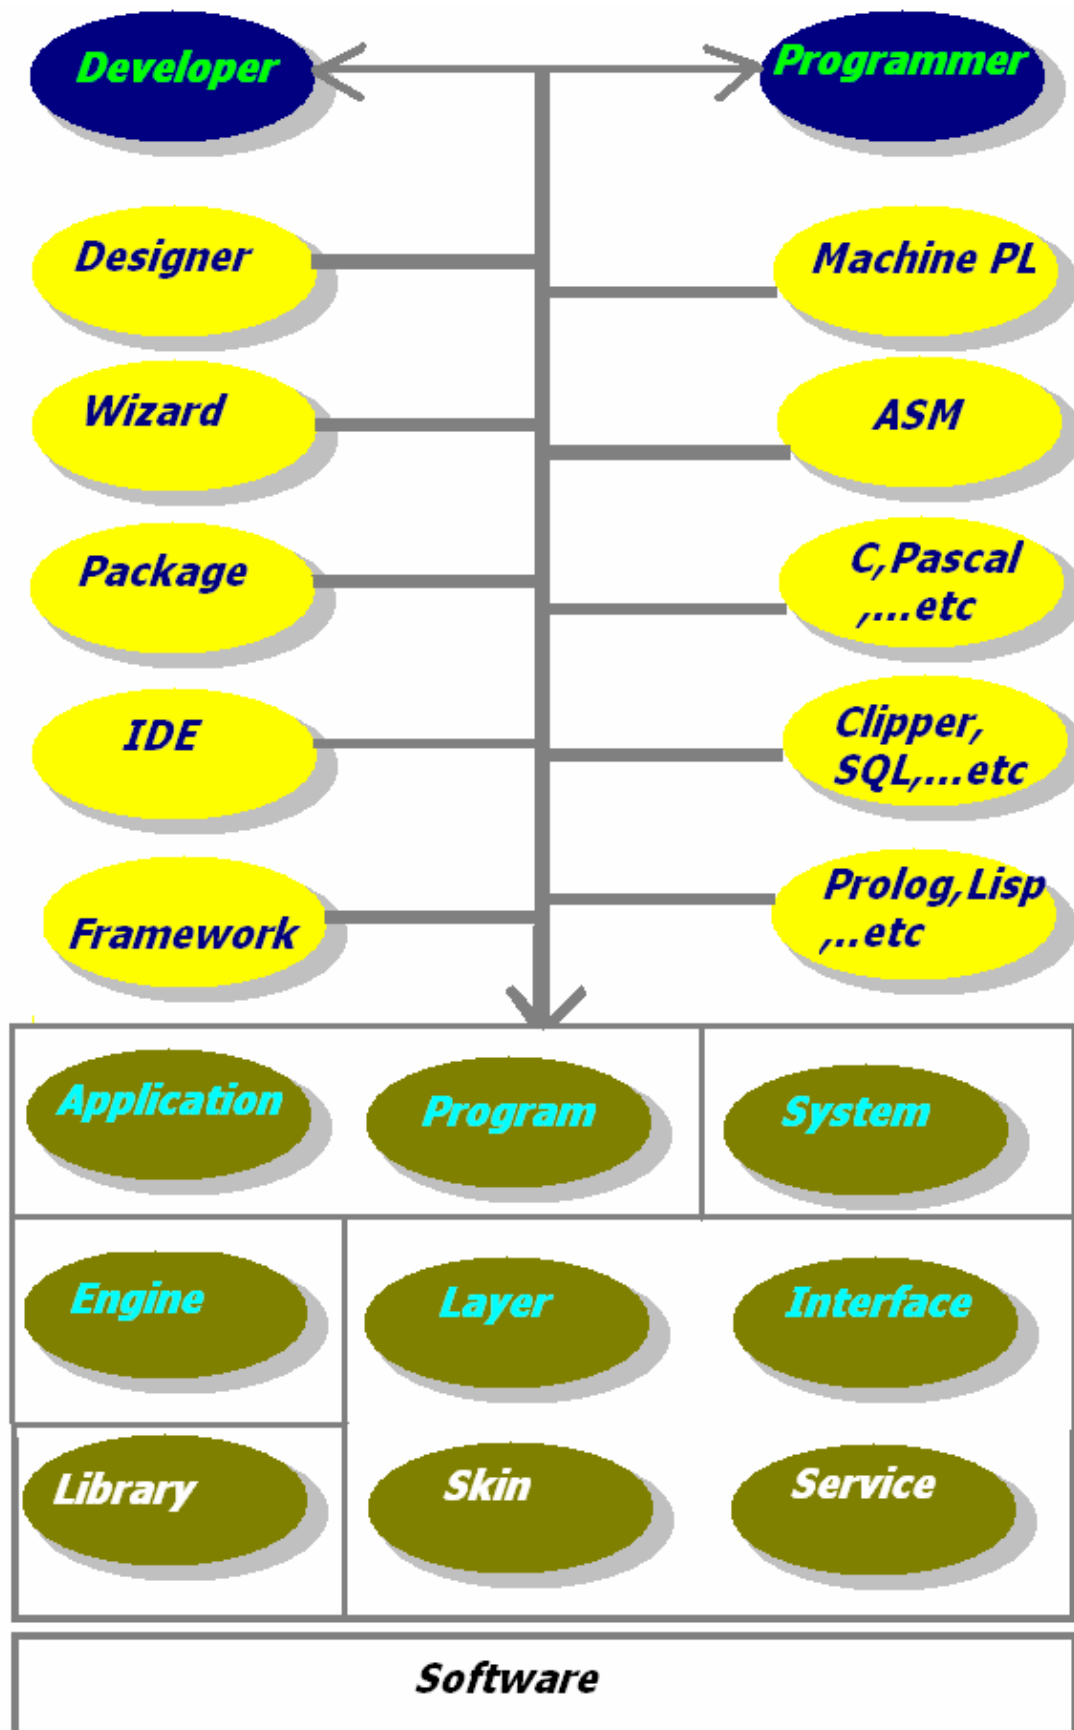 Developer
Programmer
Designer
Machine PL
Wizard
ASM
Package
C,Pascal
,...etc
IDE
Clipper,
SQL,...etc
Framework
Prolog,Lisp
,..etc
Application
Program
System
Engine
Layer
Interface
Library
Skin
Service
Software